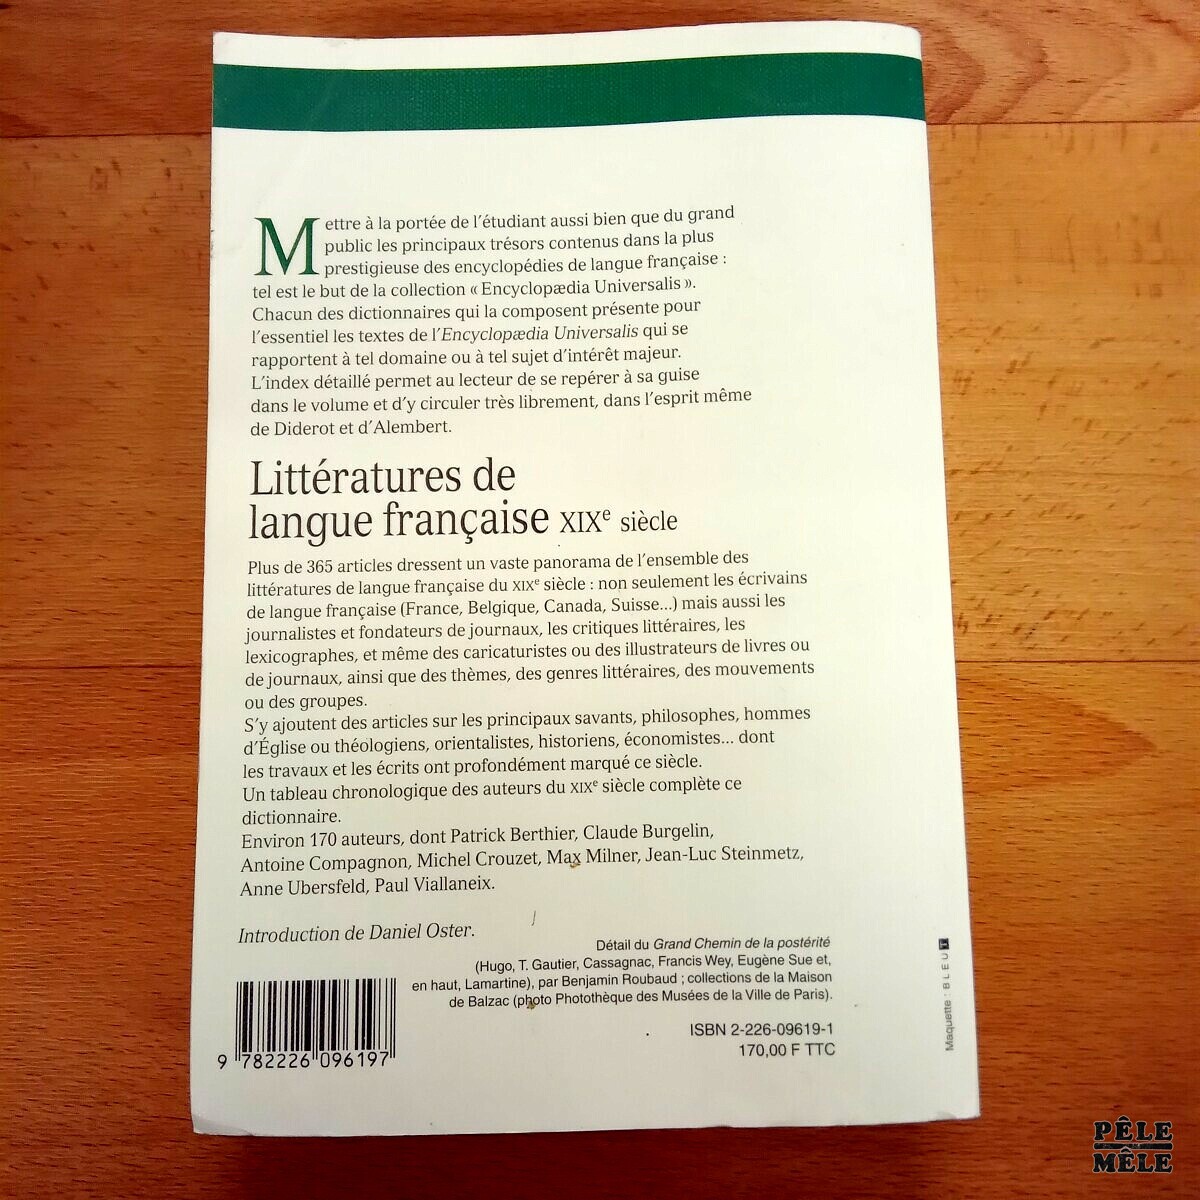 Mettre à la portée de l'étudiant aussi bien que du grand
public les principaux trésors contenus dans la plus
prestigieuse des encyclopédies de langue française :
tel est le but de la collection « Encyclopædia Universalis ».
Chacun des dictionnaires qui la composent présente pour
l'essentiel les textes de l'Encyclopædia Universalis qui se
rapportent à tel domaine ou à tel sujet d'intérêt majeur.
L'index détaillé permet au lecteur de se repérer à sa guise
dans le volume et d'y circuler très librement, dans l'esprit même
de Diderot et d'Alembert.
Littératures de
langue française XIXe siècle
Plus de 365 articles dressent un vaste panorama de l'ensemble des
littératures de langue française du XIXe siècle : non seulement les écrivains
de langue française (France, Belgique, Canada, Suisse...) mais aussi les
journalistes et fondateurs de journaux, les critiques littéraires, les
lexicographes, et même des caricaturistes ou des illustrateurs de livres ou
de journaux, ainsi que des thèmes, des genres littéraires, des mouvements
ou des groupes.
S'y ajoutent des articles sur les principaux savants, philosophes, hommes
d'Église ou théologiens, orientalistes, historiens, économistes... dont
les travaux et les écrits ont profondément marqué ce siècle.
Un tableau chronologique des auteurs du XIXe siècle complète ce
dictionnaire.
Environ 170 auteurs, dont Patrick Berthier, Claude Burgelin,
Antoine Compagnon, Michel Crouzet, Max Milner, Jean-Luc Steinmetz,
Anne Ubersfeld, Paul Viallaneix.
Introduction de Daniel Oster.
Détail du Grand Chemin de la postérité
(Hugo, T. Gautier, Cassagnac, Francis Wey, Eugène Sue et,
en haut, Lamartine), par Benjamin Roubaud ; collections de la Maison
de Balzac (photo Photothèque des Musées de la Ville de Paris).
ISBN 2-226-09619-1
170,00 F TTC
9 782226 096197
Maquette : BLEUT
PÊLE
MÊLE